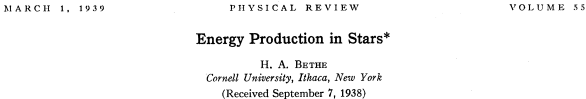 MARCH 1, 1939 PHYSICAL REVIEW VOLUME 55
Energy Production in Stars*
H. A. BETHE
Cornell University, Ithaca, New York
(Received September 7, 1938)